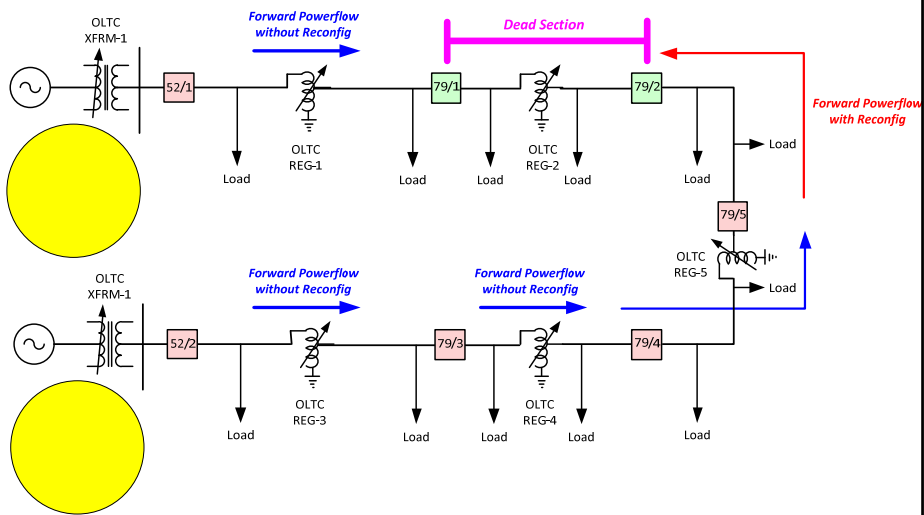 Forward Powerflow
without Reconfig
Dead Section
OLTC
XFRM-1
52/1
79/1
79/2
Forward Powerflow
with Reconfig
OLTC
REG-1
OLTC
REG-2
Load
Load
Load
Load
Load
Load
79/5
OLTC
REG-5
Load
OLTC
XFRM-1
Forward Powerflow
without Reconfig
Forward Powerflow
without Reconfig
52/2
79/3
79/4
OLTC
REG-3
OLTC
REG-4
Load
Load
Load
Load
Load